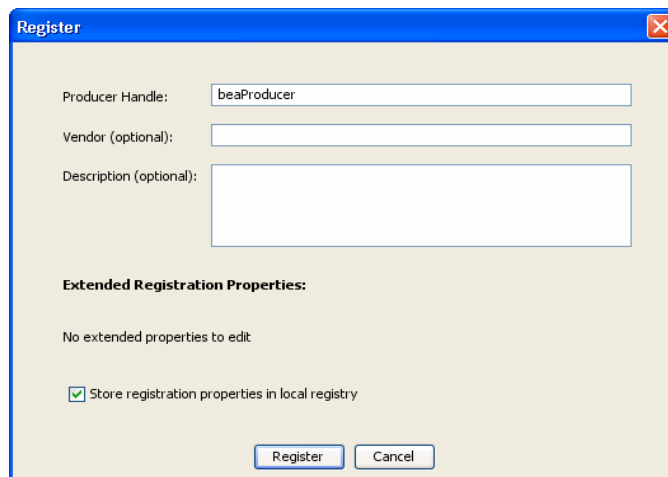 Register
Producer Handle: beaProducer
Vendor (optional):
Description (optional):
Extended Registration Properties:
No extended properties to edit
Store registration properties in local registry
Register Cancel